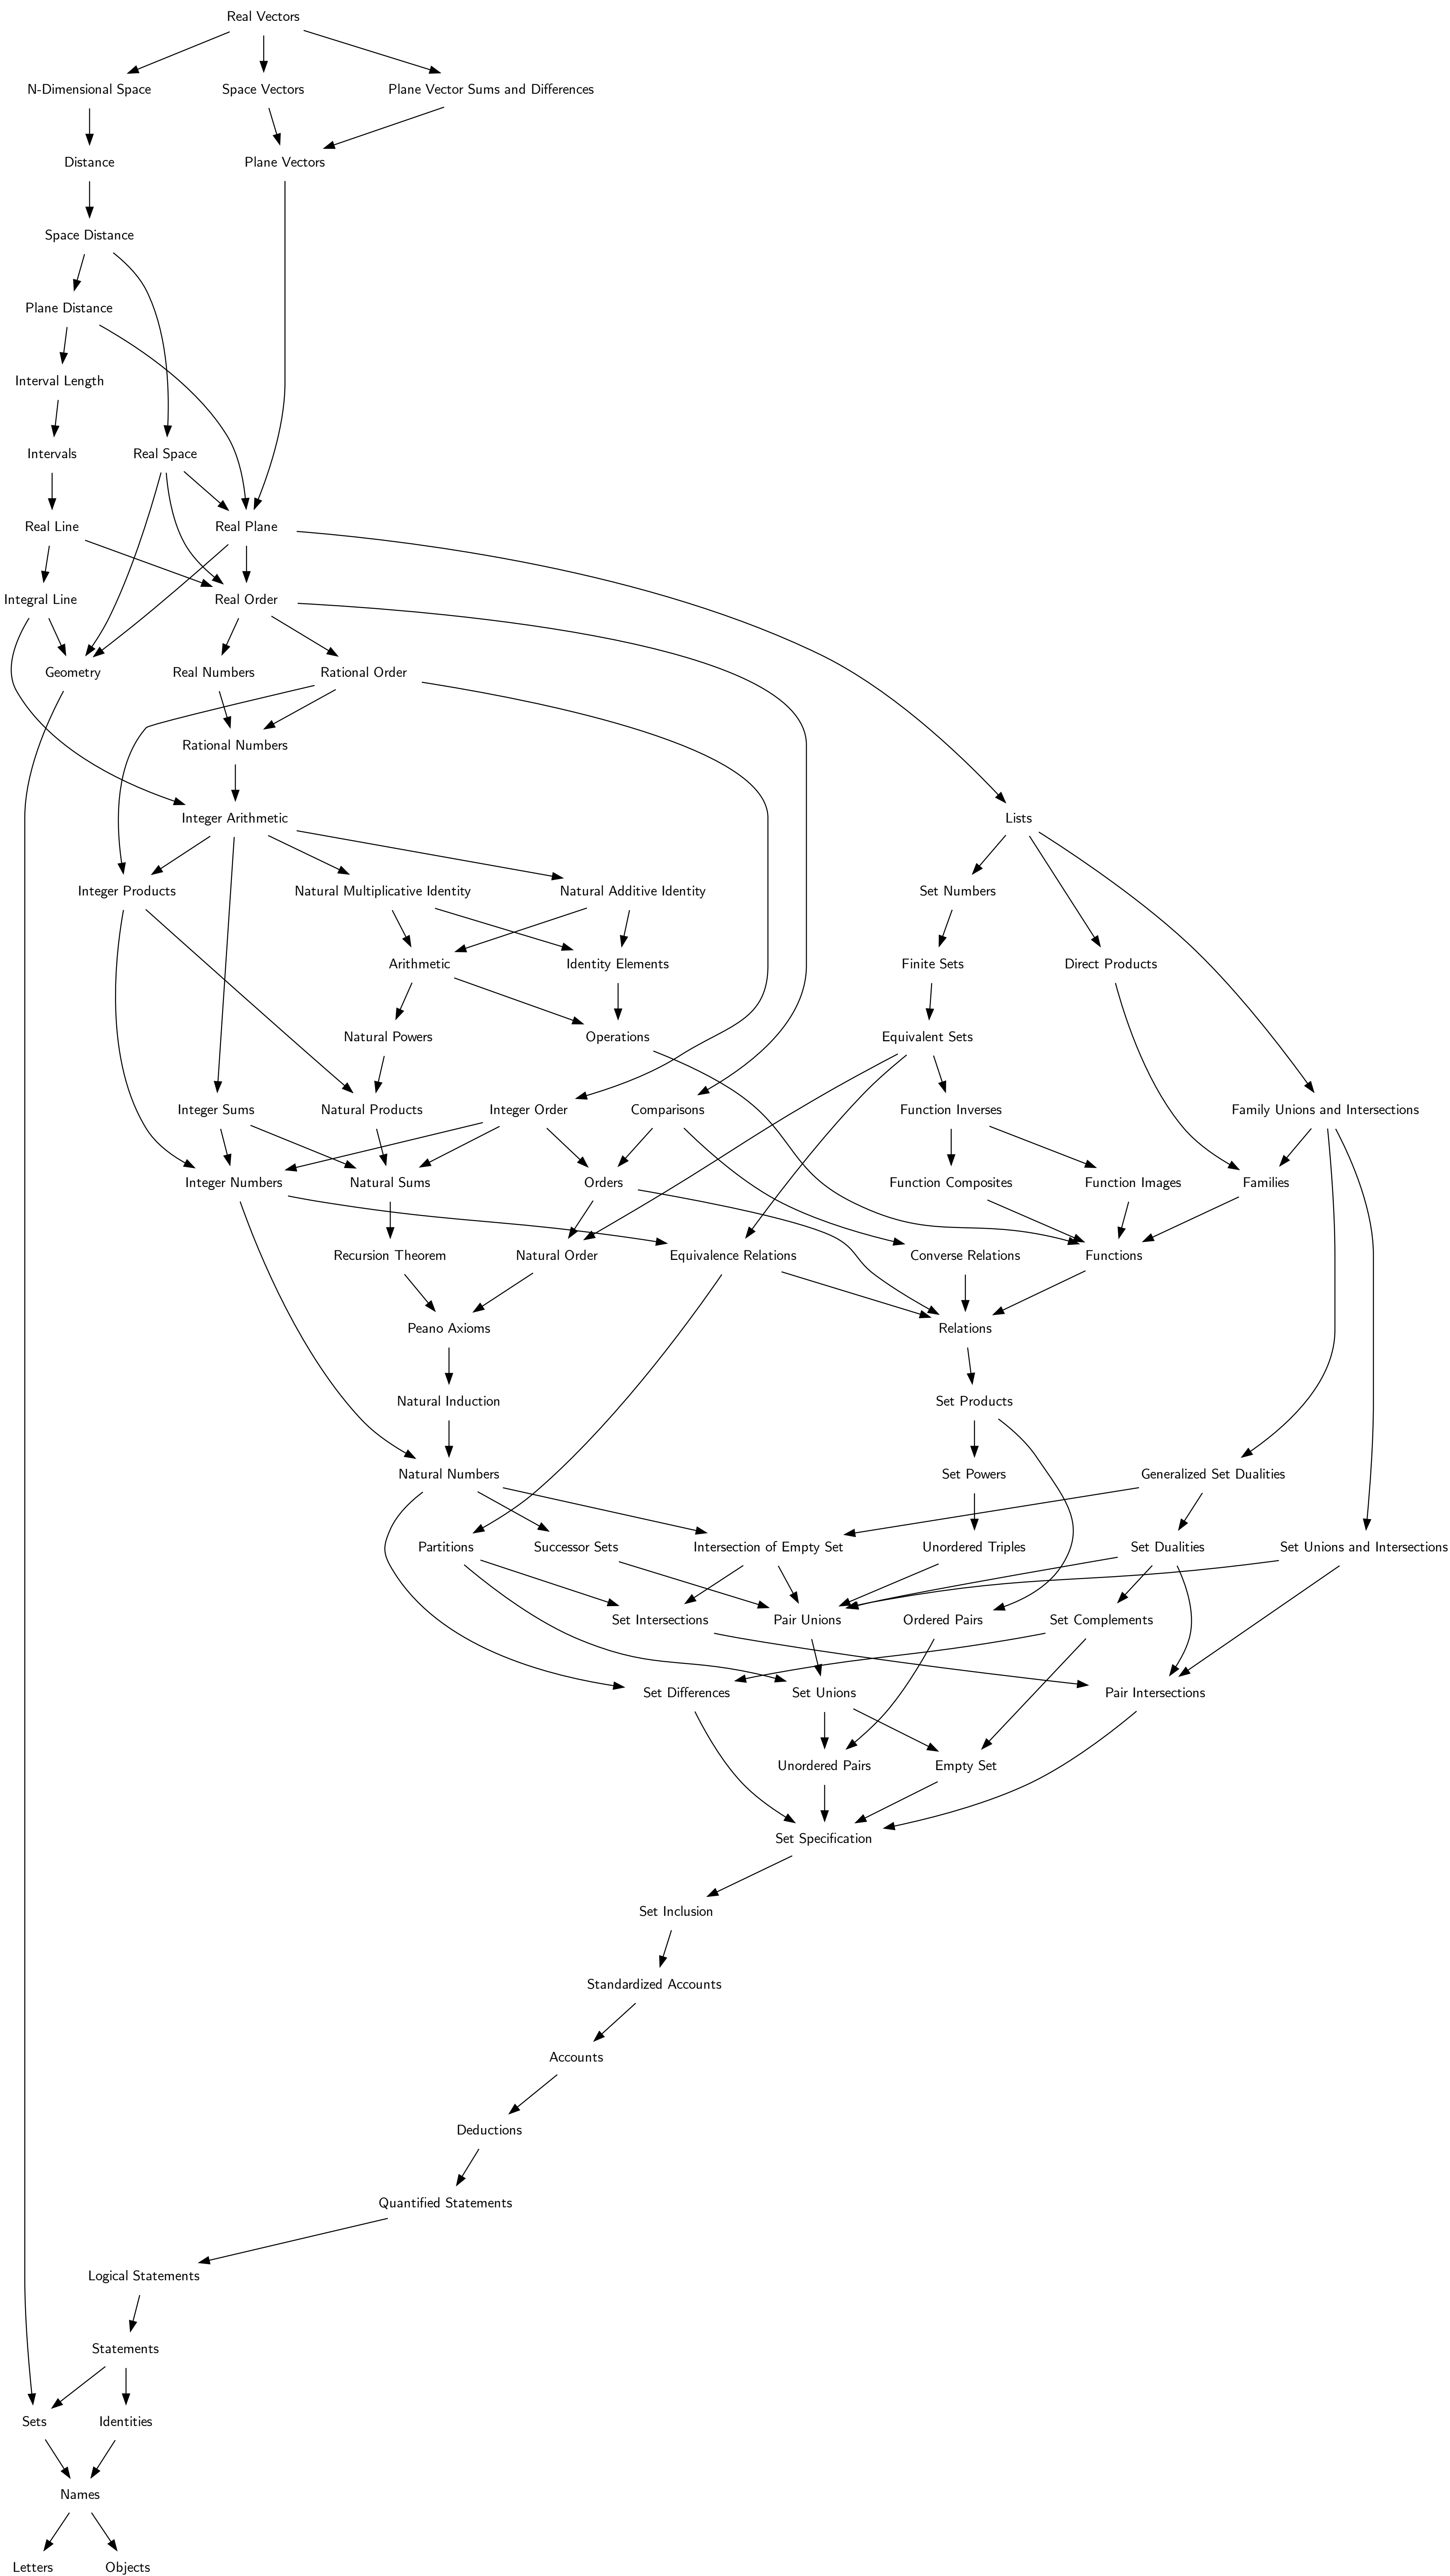 Real Vectors
N-Dimensional Space
Space Vectors
Plane Vector Sums and Differences
Distance
Plane Vectors
Space Distance
Plane Distance
Interval Length
Intervals
Real Space
Real Line
Real Plane
Integral Line
Real Order
Geometry
Real Numbers
Rational Order
Rational Numbers
Integer Arithmetic
Lists
Integer Products
Natural Multiplicative Identity
Natural Additive Identity
Set Numbers
Arithmetic
Identity Elements
Finite Sets
Direct Products
Natural Powers
Operations
Equivalent Sets
Integer Sums
Natural Products
Integer Order
Comparisons
Function Inverses
Family Unions and Intersections
Integer Numbers
Natural Sums
Orders
Function Composites
Function Images
Families
Recursion Theorem
Natural Order
Equivalence Relations
Converse Relations
Functions
Peano Axioms
Relations
Natural Induction
Set Products
Natural Numbers
Set Powers
Generalized Set Dualities
Partitions
Successor Sets
Intersection of Empty Set
Unordered Triples
Set Dualities
Set Unions and Intersections
Set Intersections
Pair Unions
Ordered Pairs
Set Complements
Set Differences
Set Unions
Pair Intersections
Unordered Pairs
Empty Set
Set Specification
Set Inclusion
Standardized Accounts
Accounts
Deductions
Quantified Statements
Logical Statements
Statements
Sets
Identities
Names
Letters
Objects